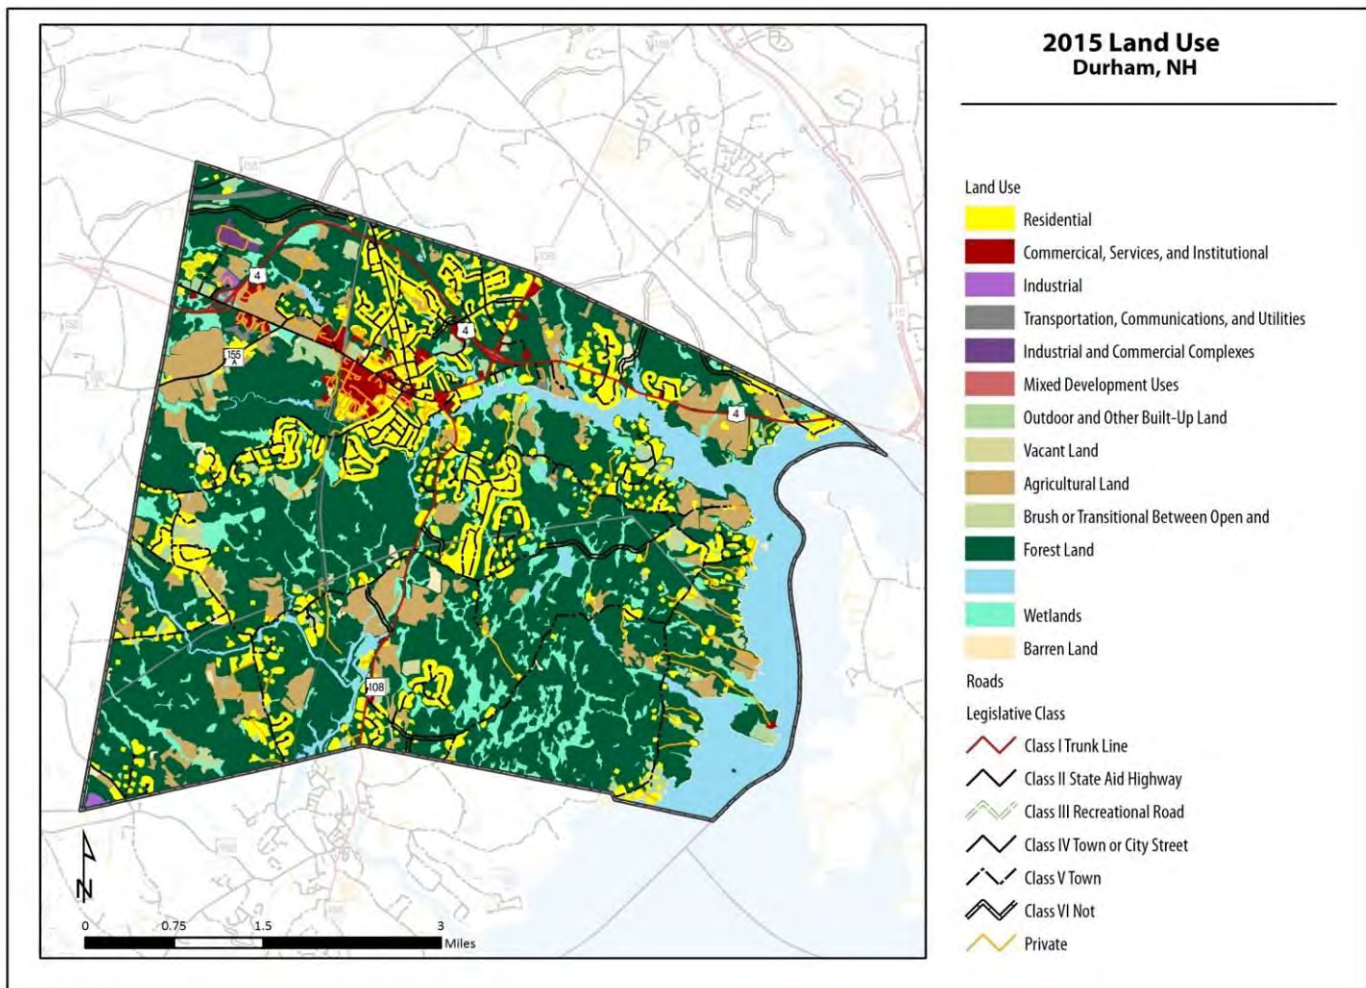 2015 Land Use
Durham, NH
Land Use
Residential
Commercical, Services, and Institutional
Industrial
Transportation, Communications, and Utilities
Industrial and Commercial Complexes
Mixed Development Uses
Outdoor and Other Built-Up Land
Vacant Land
Agricultural Land
Brush or Transitional Between Open and
Forest Land
Wetlands
Barren Land
Roads
Legislative Class
Class I Trunk Line
Class II State Aid Highway
Class III Recreational Road
Class IV Town or City Street
Class V Town
Class VI Not
Private
4
4
155
A
4
108
N
0 0.75 1.5 3
Miles